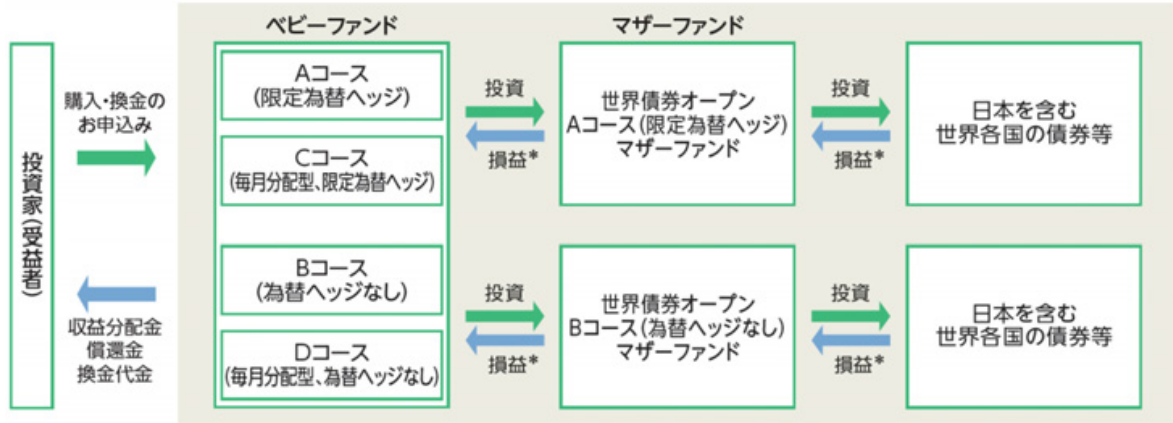 ベビーファンド
マザーファンド
投資家(受益者)
購入・換金の
お申込み
収益分配金
償還金
換金代金
Aコース
(限定為替ヘッジ)
Cコース
(毎月分配型、限定為替ヘッジ)
Bコース
(為替ヘッジなし)
Dコース
(毎月分配型、為替ヘッジなし)
投資
損益*
世界債券オープン
Aコース(限定為替ヘッジ)
マザーファンド
投資
損益*
日本を含む
世界各国の債券等
投資
損益*
世界債券オープン
Bコース(為替ヘッジなし)
マザーファンド
投資
損益*
日本を含む
世界各国の債券等